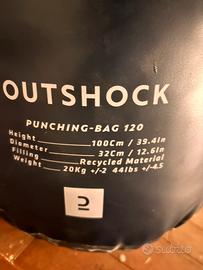 OUTSHOCK
PUNCHING-BAG 120
Height 100Cm / 39.4in
Diameter 32Cm / 12.6in
Filling Recycled Material
Weight 20Kg +/-2 44lbs +/-4.5
subito